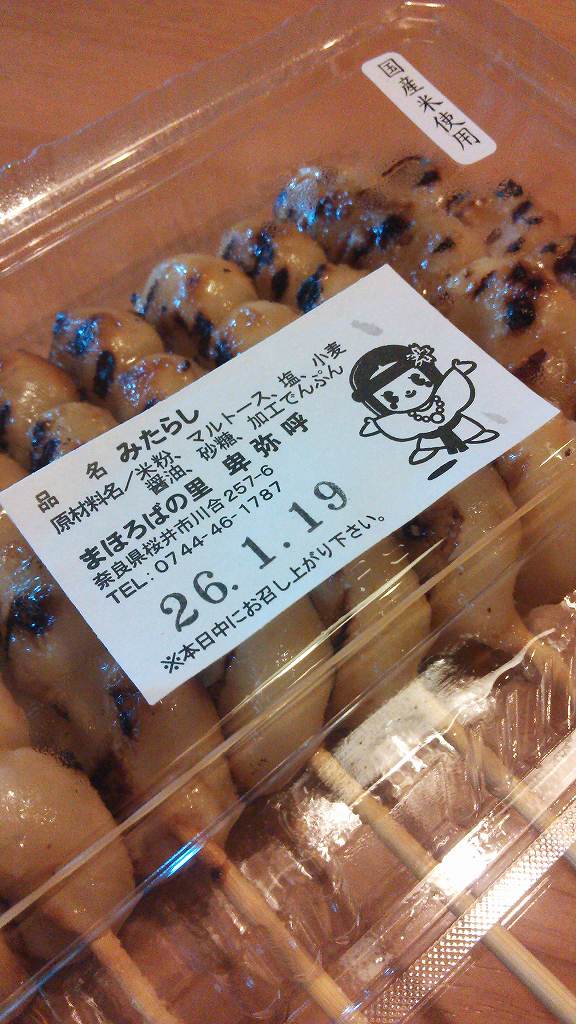 国産米使用
品 名 みたらし
原材料名／米粉、マルトース、塩、小麦
醤油、砂糖、加工でんぷん
まほろばの里 卑弥呼
奈良県桜井市川合257-6
TEL:0744-46-1787
26.1.19
※本日中にお召し上がり下さい。